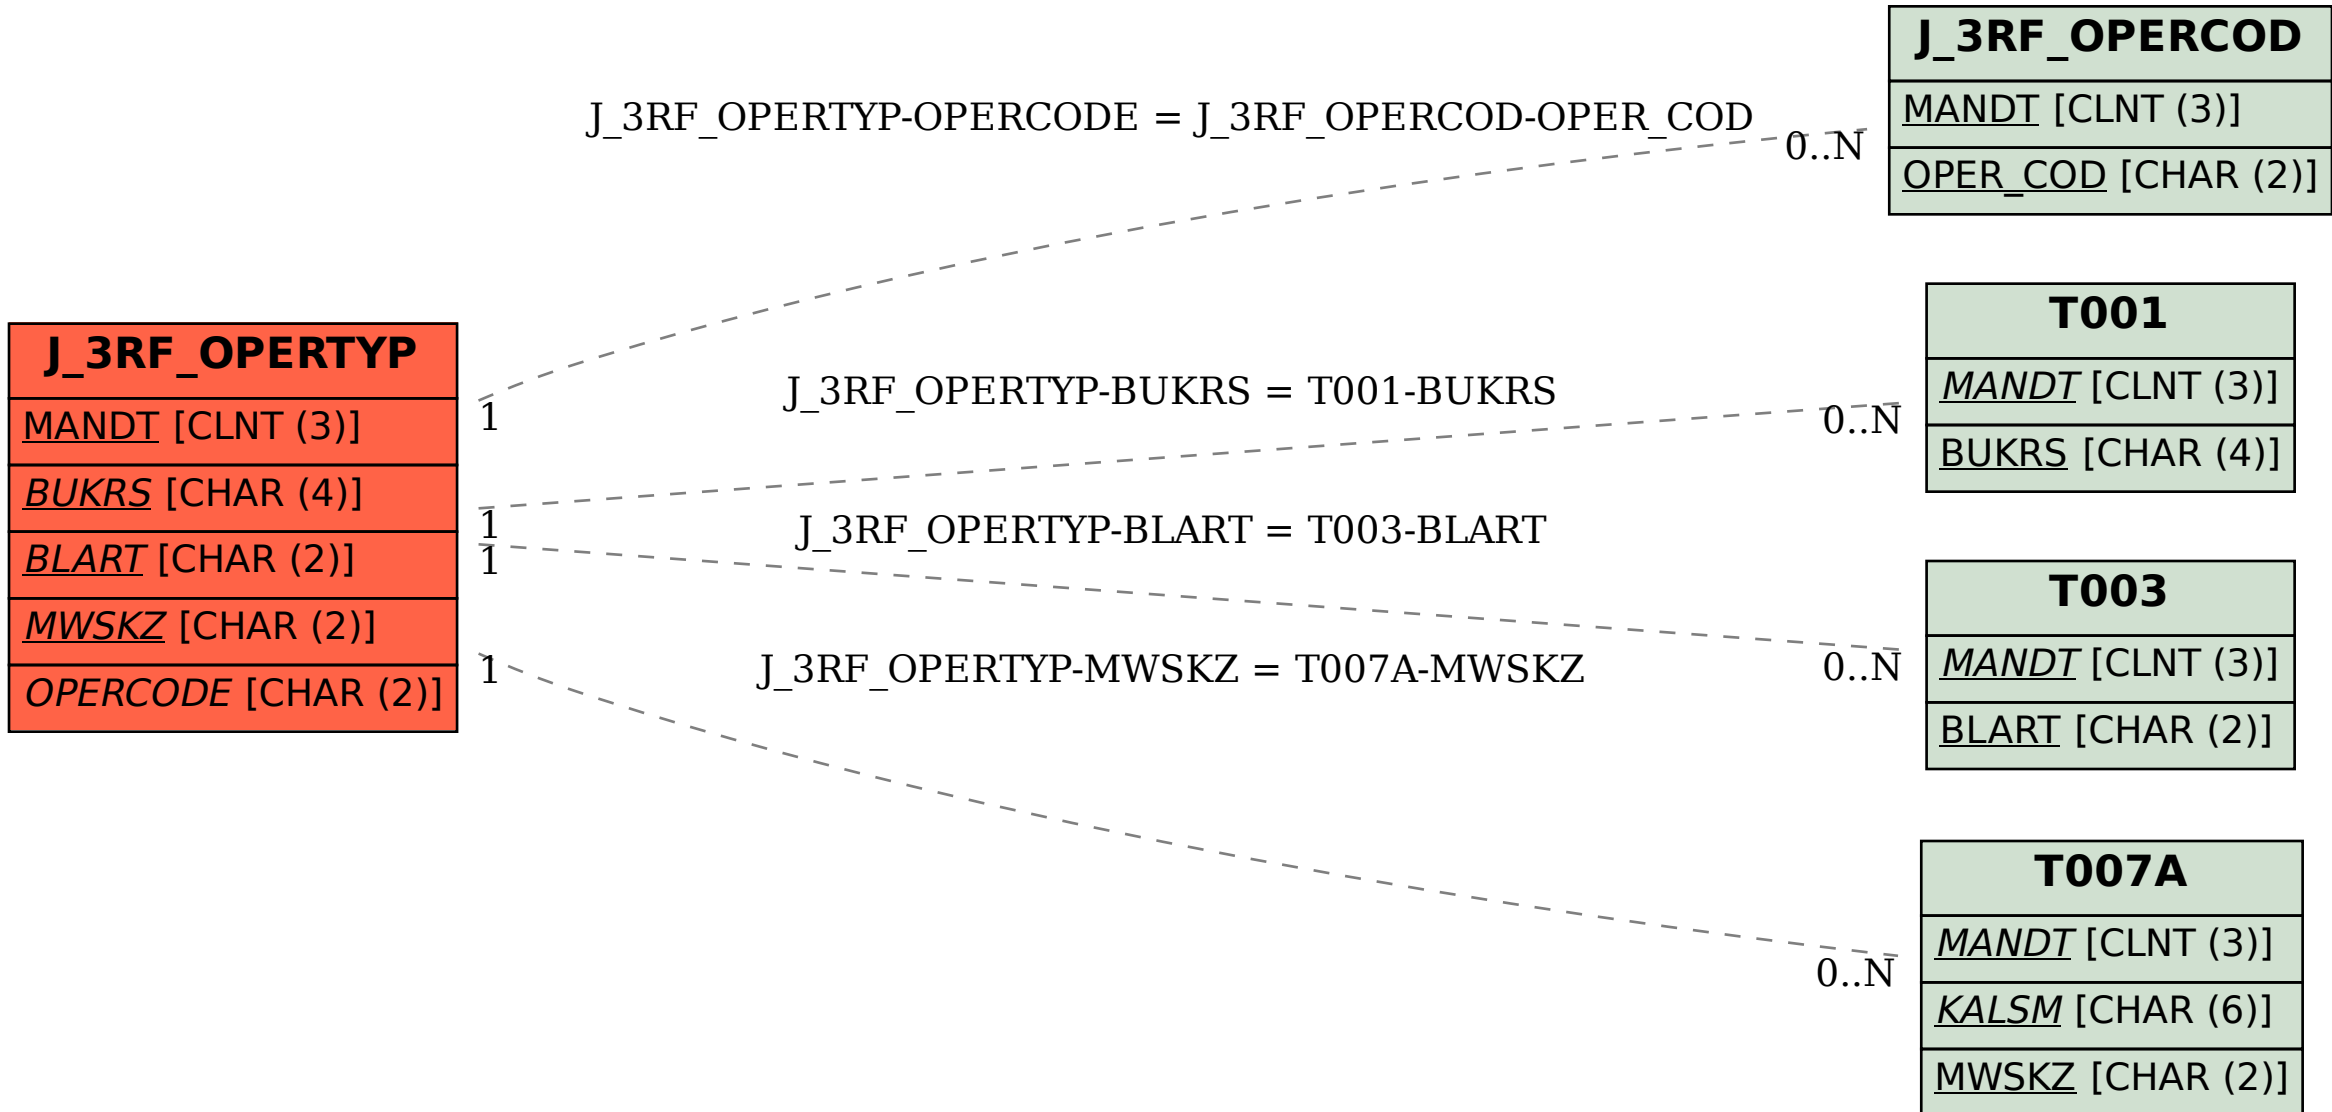 J_3RF_OPERTYP
MANDT [CLNT (3)]
BUKRS [CHAR (4)]
BLART [CHAR (2)]
MWSKZ [CHAR (2)]
OPERCODE [CHAR (2)]
J_3RF_OPERTYP-OPERCODE = J_3RF_OPERCOD-OPER_COD
1
0..N
J_3RF_OPERTYP-BUKRS = T001-BUKRS
1
0..N
J_3RF_OPERTYP-BLART = T003-BLART
1
0..N
J_3RF_OPERTYP-MWSKZ = T007A-MWSKZ
1
0..N
J_3RF_OPERCOD
MANDT [CLNT (3)]
OPER_COD [CHAR (2)]
T001
MANDT [CLNT (3)]
BUKRS [CHAR (4)]
T003
MANDT [CLNT (3)]
BLART [CHAR (2)]
T007A
MANDT [CLNT (3)]
KALSM [CHAR (6)]
MWSKZ [CHAR (2)]